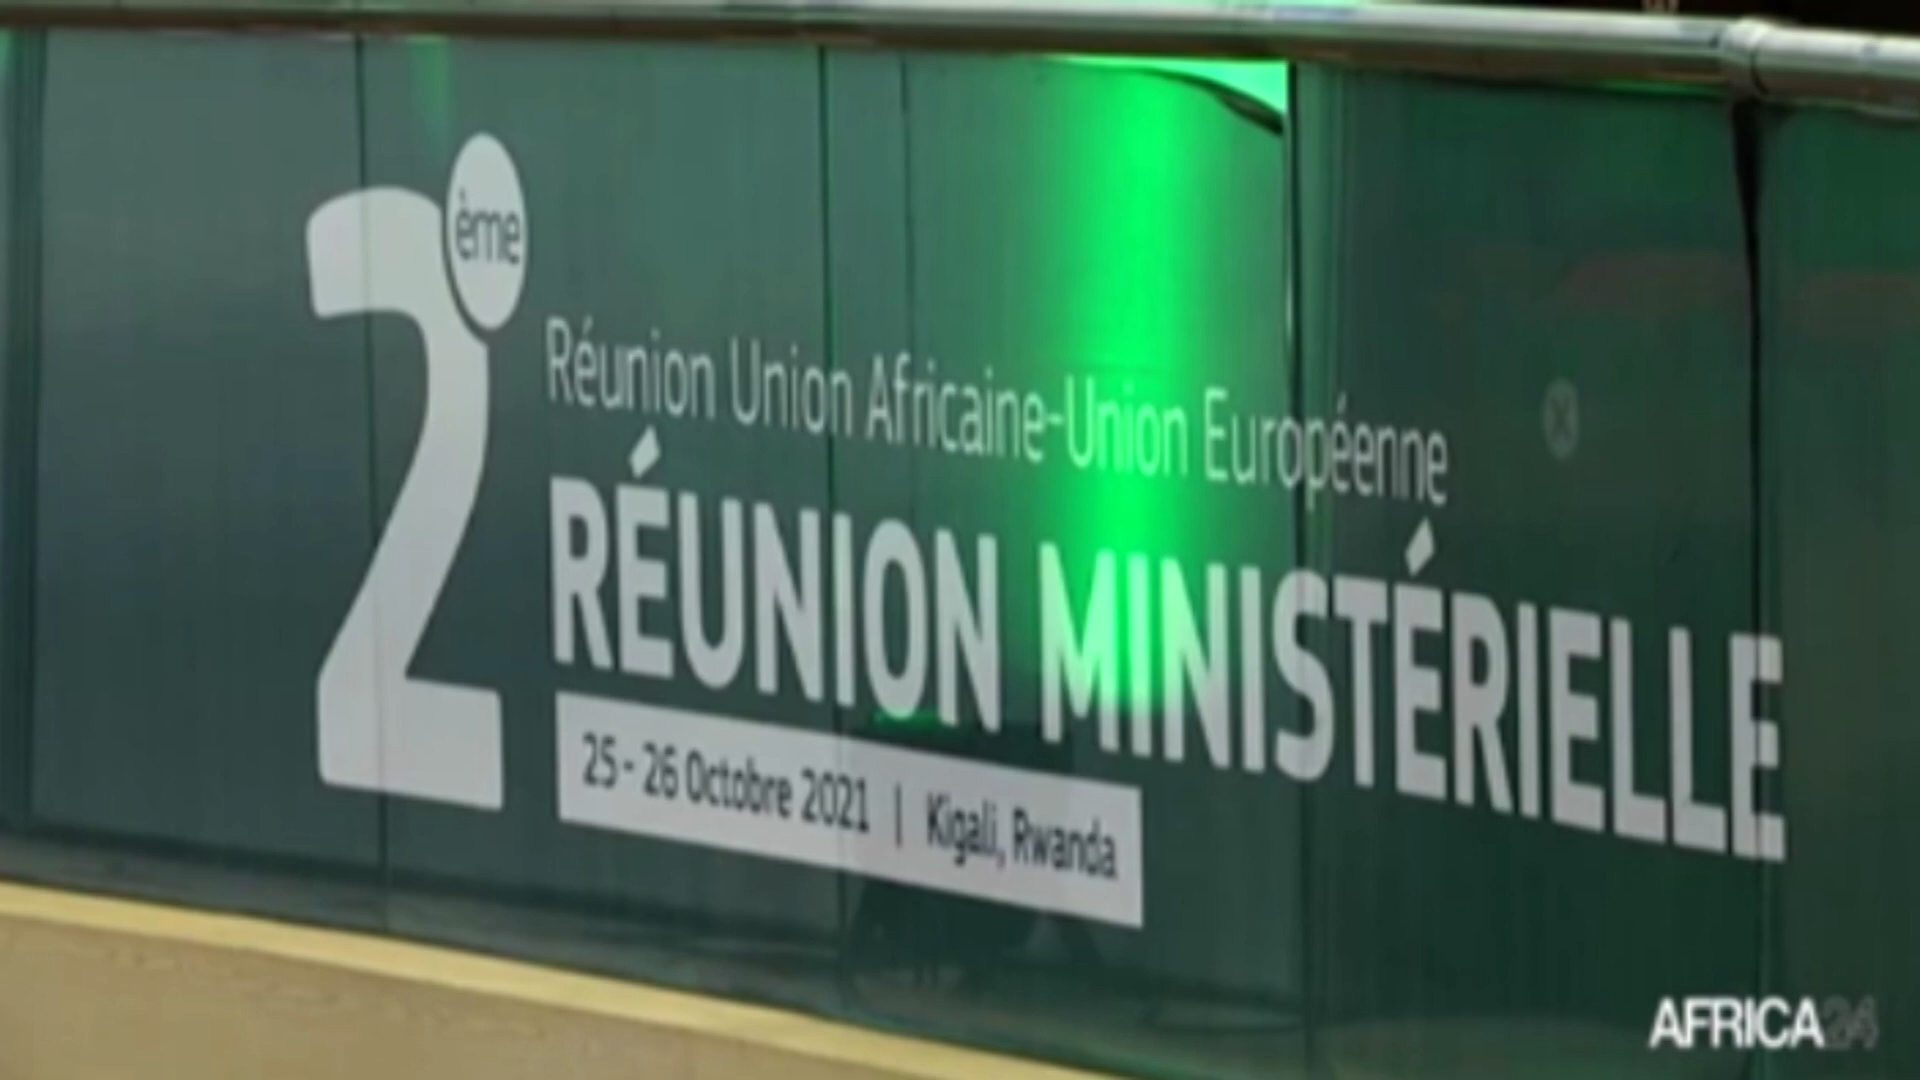 2ème
Réunion Union Africaine-Union Européenne
RÉUNION MINISTÉRIELLE
25 - 26 Octobre 2021 | Kigali, Rwanda
AFRICA24